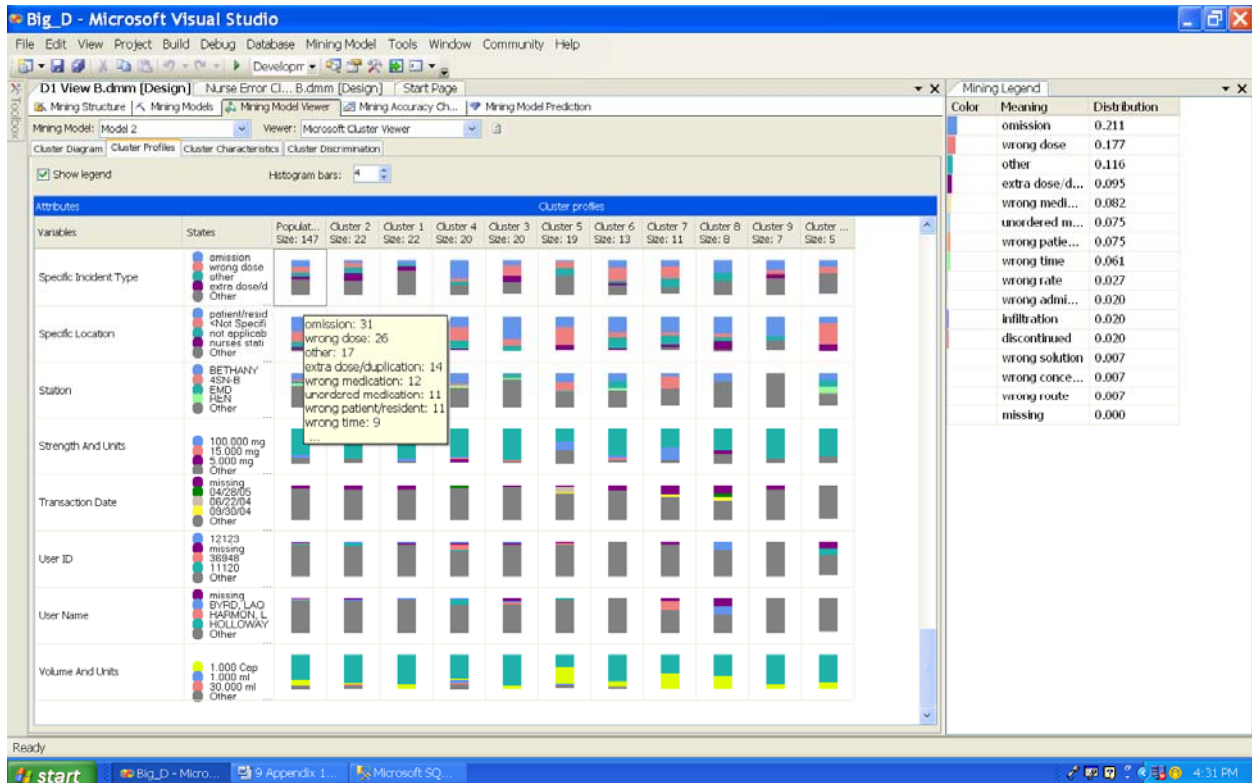 Big_D - Microsoft Visual Studio
File Edit View Project Build Debug Database Mining Model Tools Window Community Help
Developr
Toolbox
D1 View B.dmm [Design] Nurse Error Cl... B.dmm [Design] Start Page
Mining Structure Mining Models Mining Model Viewer Mining Accuracy Ch... Mining Model Prediction
Mining Model: Model 2 Viewer: Microsoft Cluster Viewer
Cluster Diagram Cluster Profiles Cluster Characteristics Cluster Discrimination
Show legend Histogram bars: 4
Attributes Cluster profiles
Variables States Populat... Size: 147 Cluster 2 Size: 22 Cluster 1 Size: 22 Cluster 4 Size: 20 Cluster 3 Size: 20 Cluster 5 Size: 19 Cluster 6 Size: 13 Cluster 7 Size: 11 Cluster 8 Size: 8 Cluster 9 Size: 7 Cluster ... Size: 5
Specific Incident Type
omission
wrong dose
other
extra dose/d
Other
Specific Location
patient/resid
<Not Specifi
not applicab
nurses stati
Other
Station
BETHANY
4SN-B
EMD
REN
Other
Strength And Units
100.000 mg
15.000 mg
5.000 mg
Other
Transaction Date
missing
04/28/05
06/22/04
09/30/04
Other
User ID
12123
missing
36948
11120
Other
User Name
missing
BYRD, LAQ
HARMON, L
HOLLOWAY
Other
Volume And Units
1.000 Cap
1.000 ml
30.000 ml
Other
omission: 31
wrong dose: 26
other: 17
extra dose/duplication: 14
wrong medication: 12
unordered medication: 11
wrong patient/resident: 11
wrong time: 9
...
Mining Legend
Color Meaning Distribution
omission 0.211
wrong dose 0.177
other 0.116
extra dose/d... 0.095
wrong medi... 0.082
unordered m... 0.075
wrong patie... 0.075
wrong time 0.061
wrong rate 0.027
wrong admi... 0.020
infiltration 0.020
discontinued 0.020
wrong solution 0.007
wrong conce... 0.007
wrong route 0.007
missing 0.000
Ready
start Big_D - Micro... 9 Appendix 1... Microsoft SQ... 4:31 PM